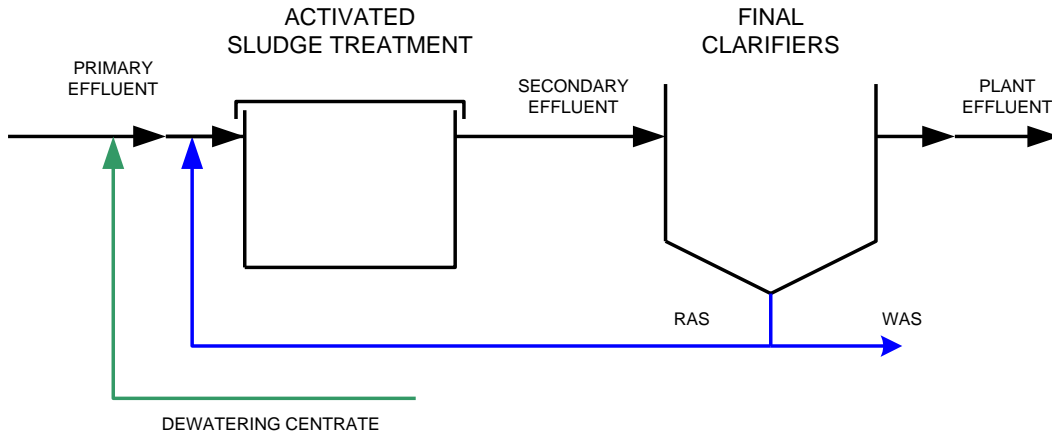 ACTIVATED
SLUDGE TREATMENT
FINAL
CLARIFIERS
PRIMARY
EFFLUENT
SECONDARY
EFFLUENT
PLANT
EFFLUENT
RAS
WAS
DEWATERING CENTRATE